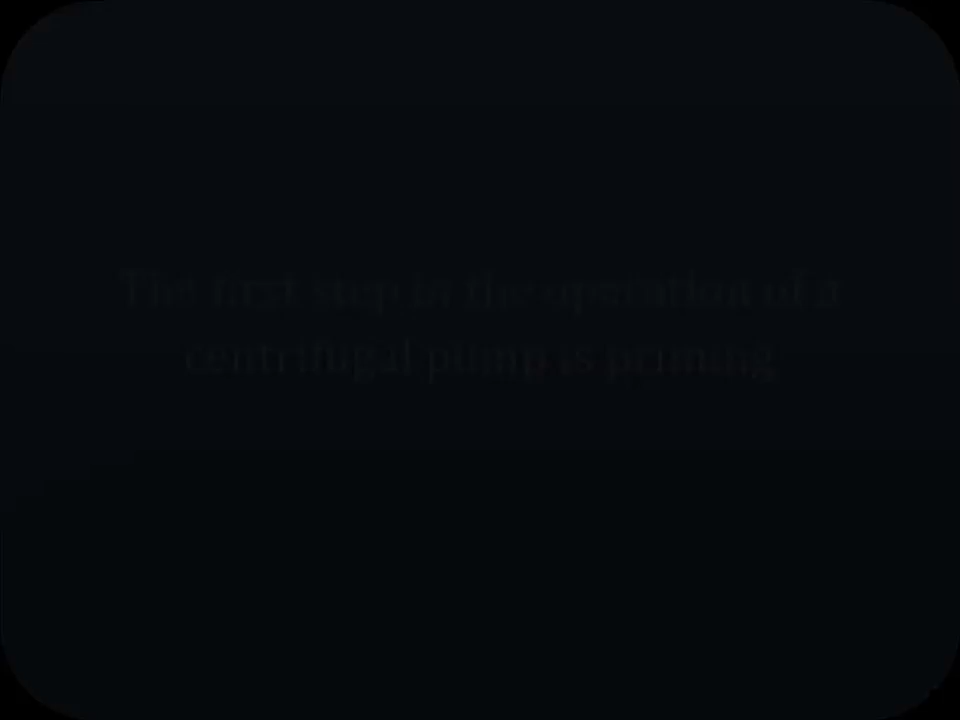 The first step in the operation of a
centrifugal pump is priming